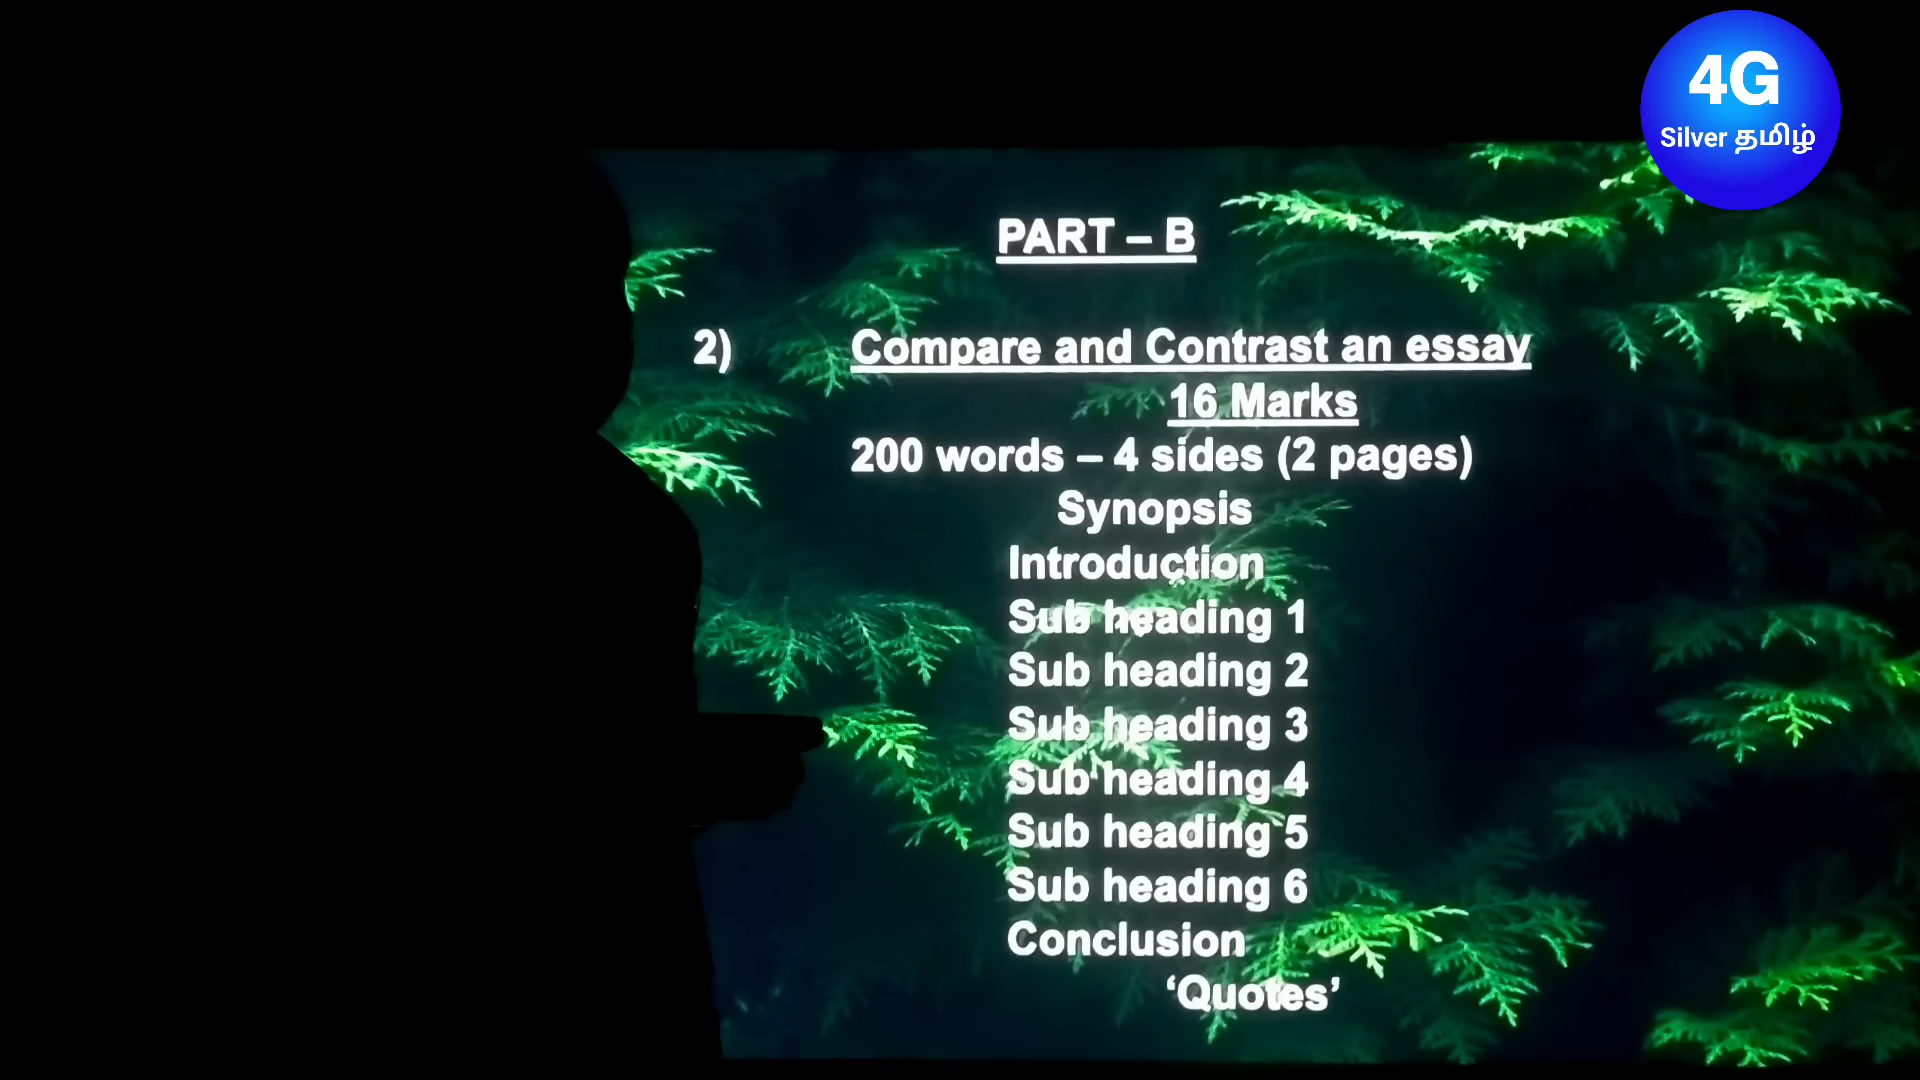 4G
Silver தமிழ்
PART – B
2) Compare and Contrast an essay
16 Marks
200 words – 4 sides (2 pages)
Synopsis
Introduction
Sub heading 1
Sub heading 2
Sub heading 3
Sub heading 4
Sub heading 5
Sub heading 6
Conclusion
‘Quotes’